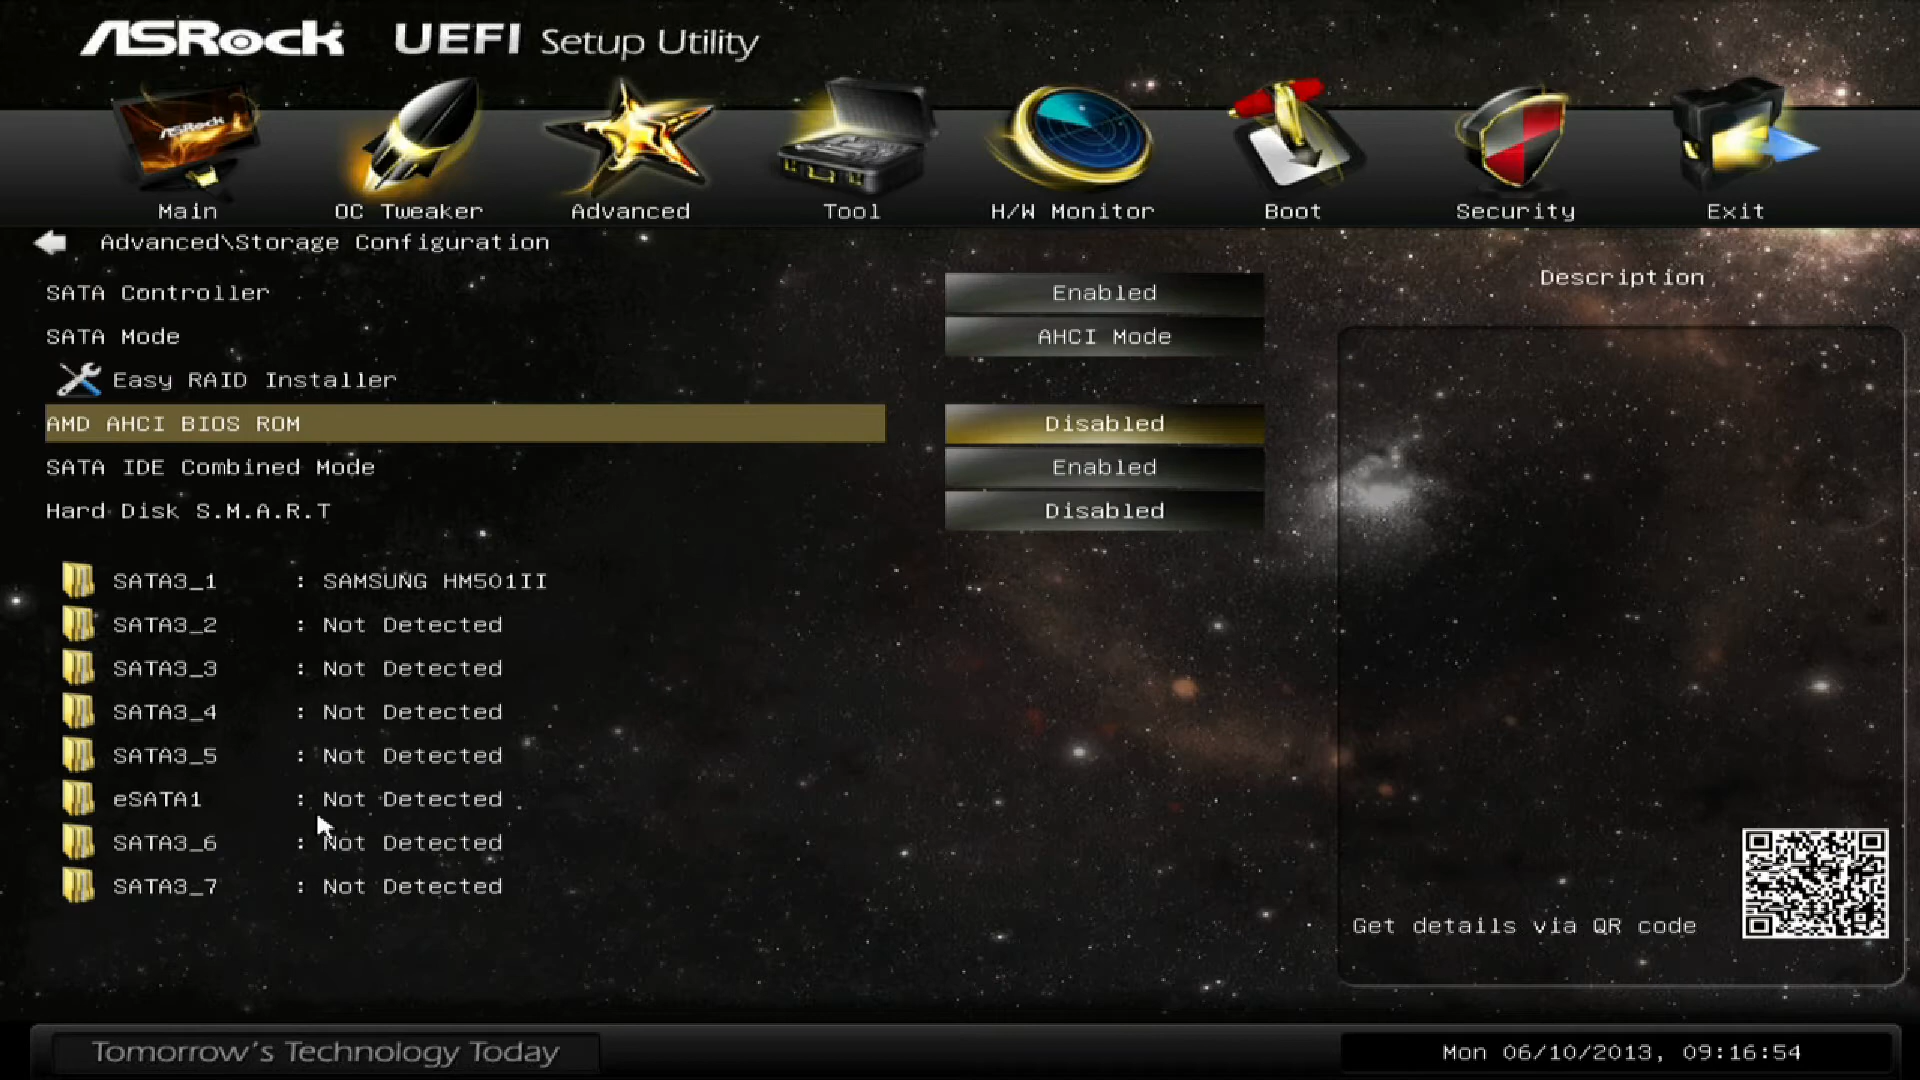 ASRock UEFI Setup Utility
ASRock
Main OC Tweaker Advanced Tool H/W Monitor Boot Security Exit
Advanced\Storage Configuration
Description
SATA Controller Enabled
SATA Mode AHCI Mode
Easy RAID Installer
AMD AHCI BIOS ROM Disabled
SATA IDE Combined Mode Enabled
Hard Disk S.M.A.R.T Disabled
SATA3_1 : SAMSUNG HM501II
SATA3_2 : Not Detected
SATA3_3 : Not Detected
SATA3_4 : Not Detected
SATA3_5 : Not Detected
eSATA1 : Not Detected
SATA3_6 : Not Detected
SATA3_7 : Not Detected
Get details via QR code
Tomorrow's Technology Today
Mon 06/10/2013, 09:16:54